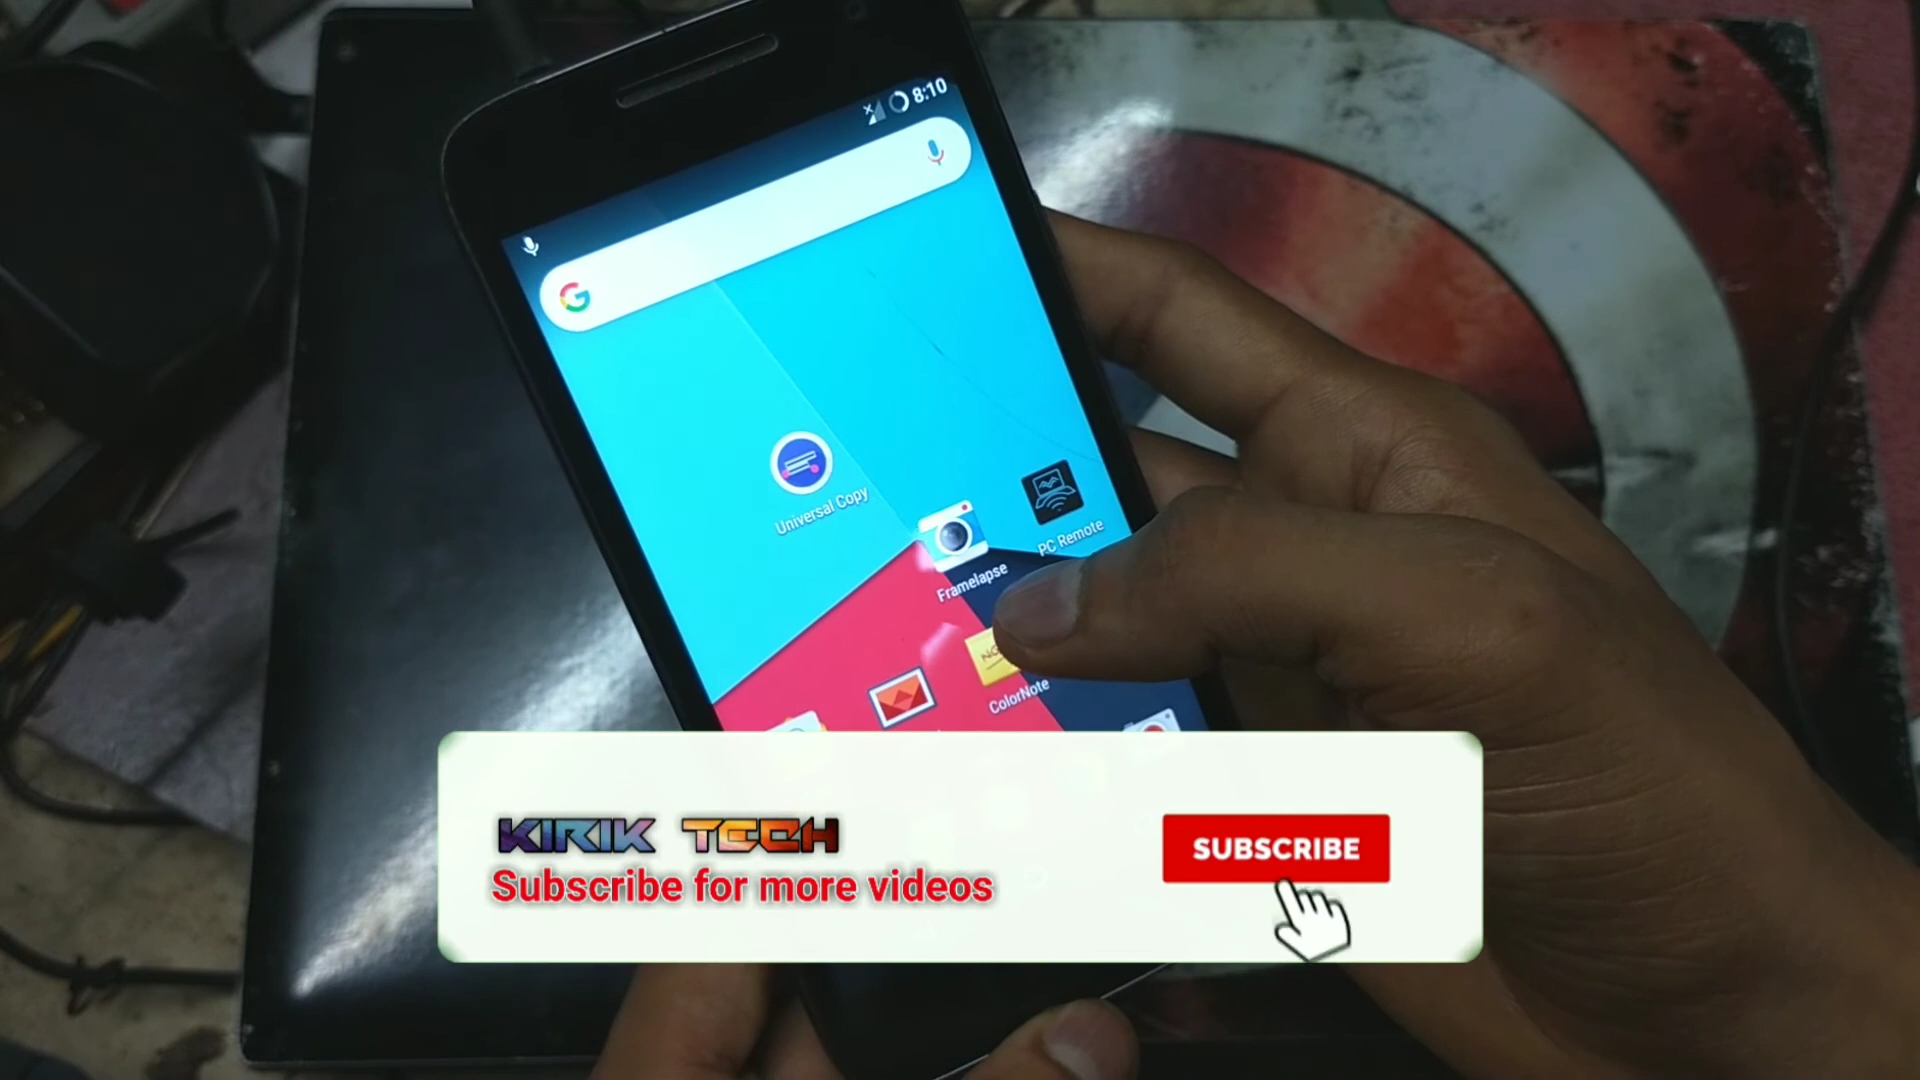 8:10
G
Universal Copy
PC Remote
Framelapse
ColorNote
KIRIK TECH
Subscribe for more videos
SUBSCRIBE